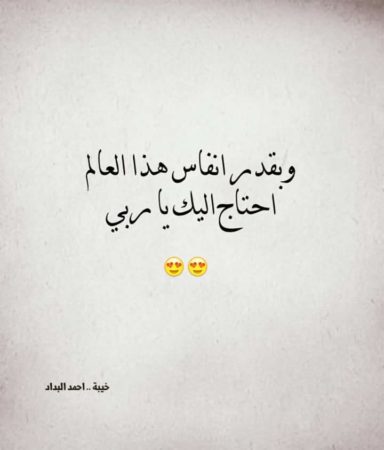 وبقدر انفاس هذا العالم
احتاج اليك يا ربي
😍😍
خيبة .. احمد البداد